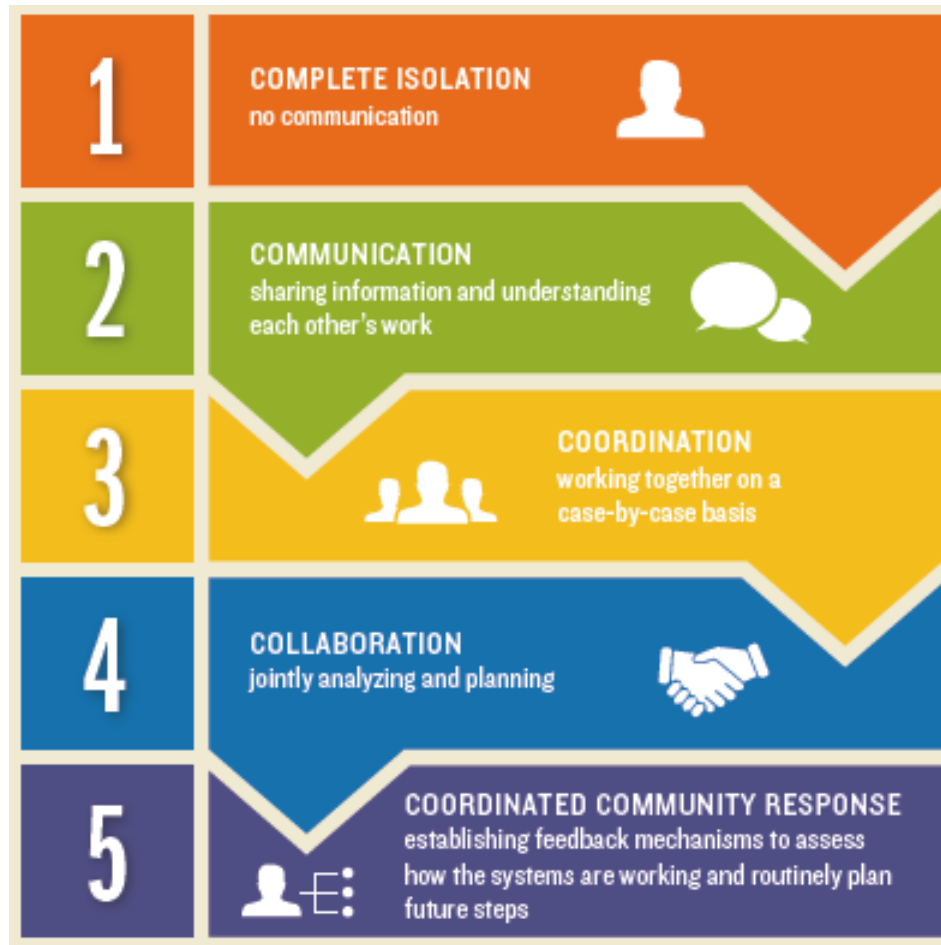 1
COMPLETE ISOLATION
no communication
2
COMMUNICATION
sharing information and understanding
each other's work
3
COORDINATION
working together on a
case-by-case basis
4
COLLABORATION
jointly analyzing and planning
5
COORDINATED COMMUNITY RESPONSE
establishing feedback mechanisms to assess
how the systems are working and routinely plan
future steps